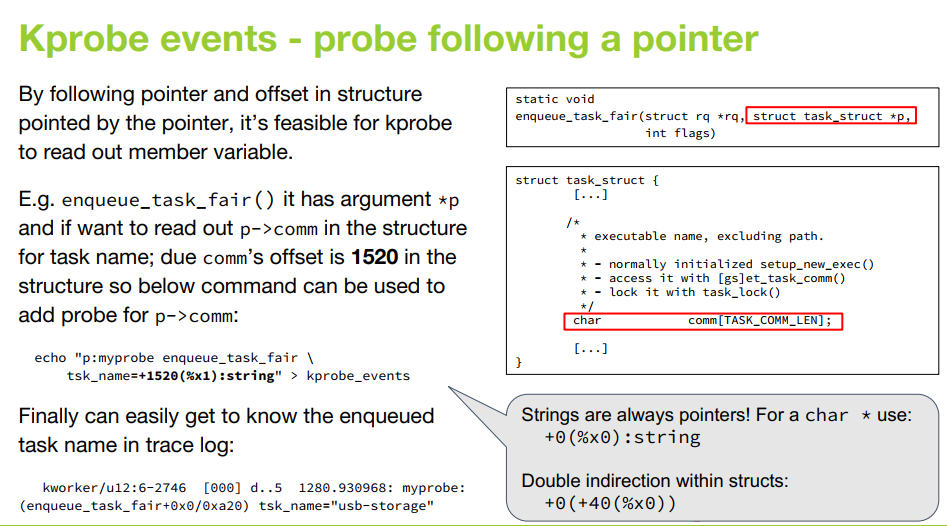 Kprobe events - probe following a pointer
By following pointer and offset in structure
pointed by the pointer, it's feasible for kprobe
to read out member variable.
E.g. enqueue_task_fair() it has argument *p
and if want to read out p->comm in the structure
for task name; due comm's offset is 1520 in the
structure so below command can be used to
add probe for p->comm:
echo "p:myprobe enqueue_task_fair \
tsk_name=+1520(%x1):string" > kprobe_events
Finally can easily get to know the enqueued
task name in trace log:
kworker/u12:6-2746 [000] d..5 1280.930968: myprobe:
(enqueue_task_fair+0x0/0xa20) tsk_name="usb-storage"
static void
enqueue_task_fair(struct rq *rq, struct task_struct *p,
int flags)
struct task_struct {
[...]
/*
* executable name, excluding path.
*
* - normally initialized setup_new_exec()
* - access it with [gs]et_task_comm()
* - lock it with task_lock()
*/
char comm[TASK_COMM_LEN];
[...]
}
Strings are always pointers! For a char * use:
+0(%x0):string
Double indirection within structs:
+0(+40(%x0))